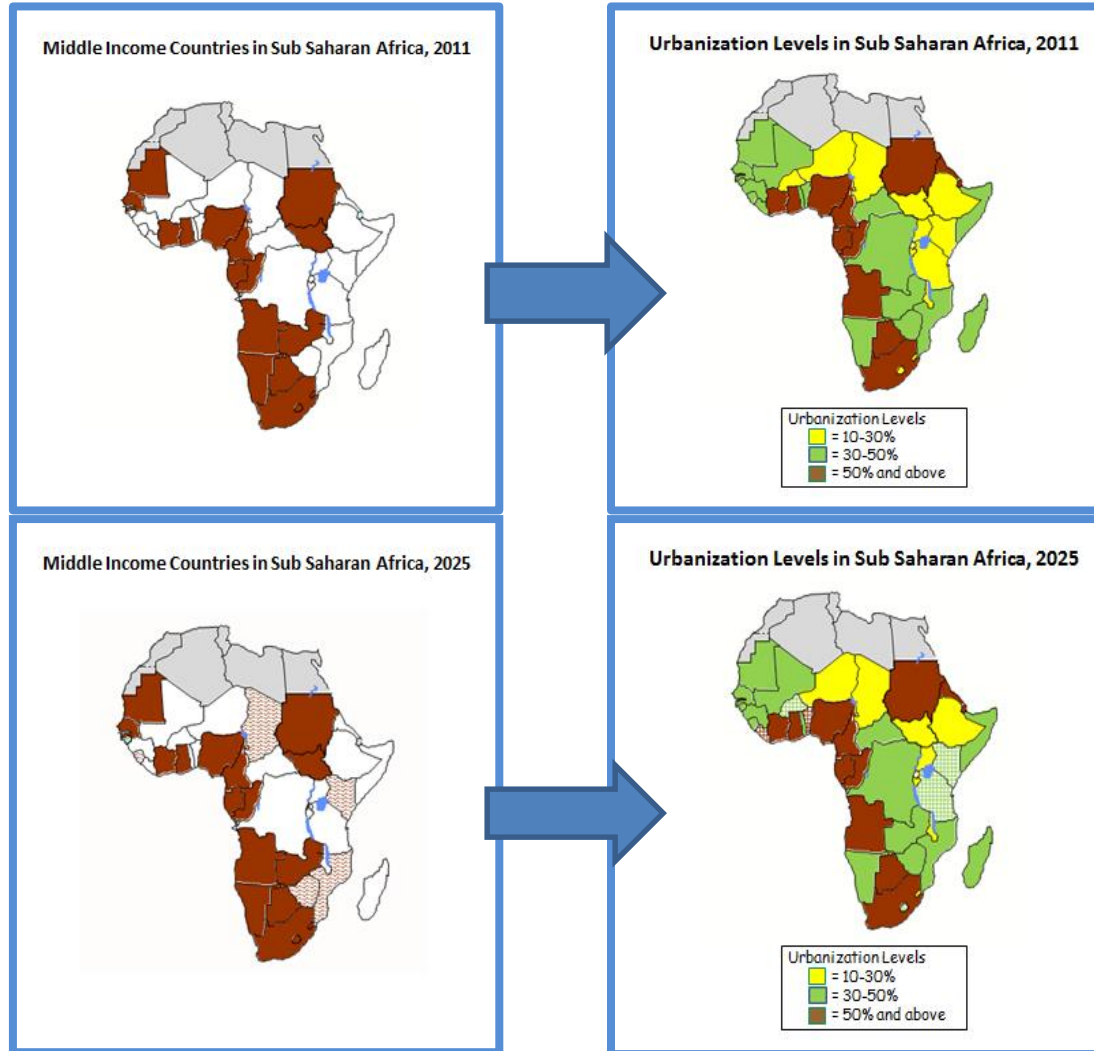 Middle Income Countries in Sub Saharan Africa, 2011
Urbanization Levels in Sub Saharan Africa, 2011
Urbanization Levels
= 10-30%
= 30-50%
= 50% and above
Middle Income Countries in Sub Saharan Africa, 2025
Urbanization Levels in Sub Saharan Africa, 2025
Urbanization Levels
= 10-30%
= 30-50%
= 50% and above